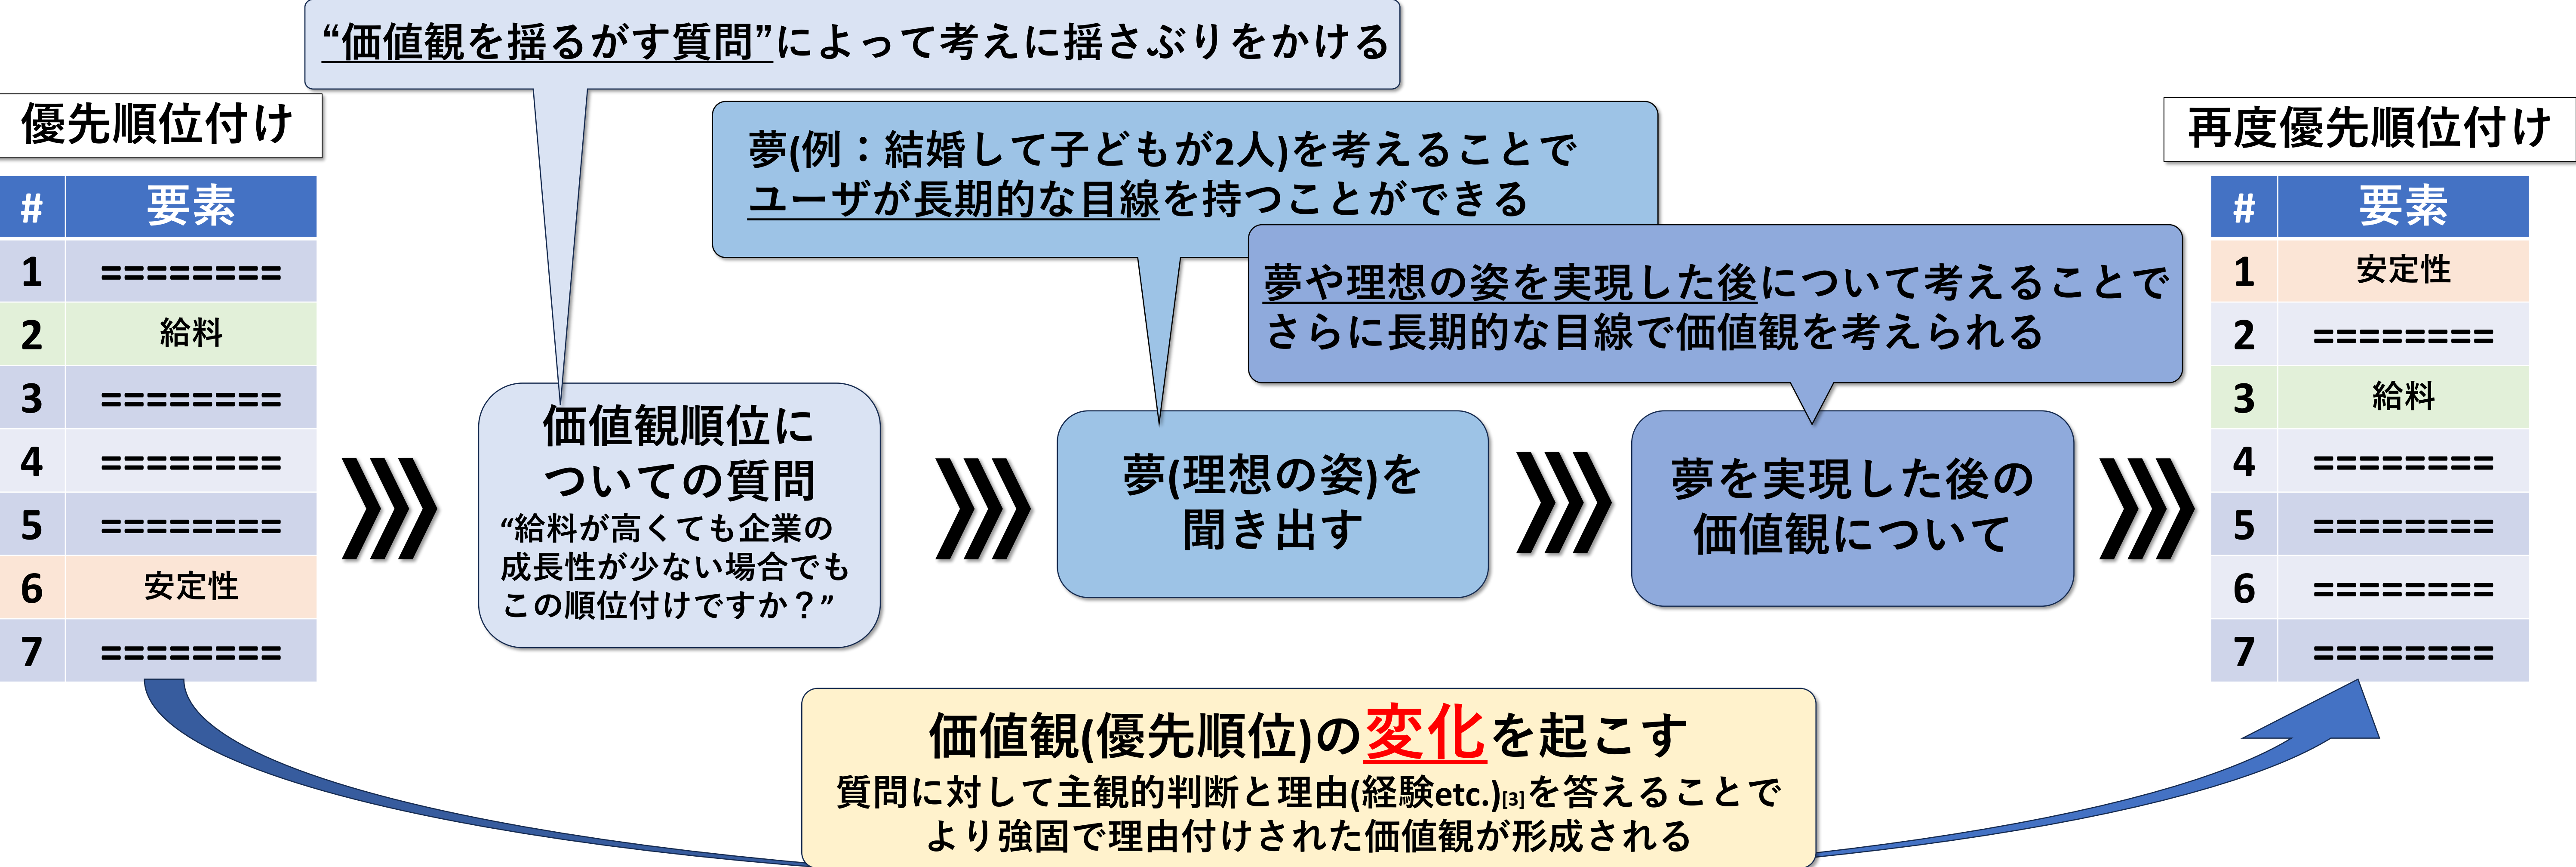 “価値観を揺るがす質問”によって考えに揺さぶりをかける
優先順位付け
# 要素
1 ========
2 給料
3 ========
4 ========
5 ========
6 安定性
7 ========
夢(例：結婚して子どもが2人)を考えることで
ユーザが長期的な目線を持つことができる
夢や理想の姿を実現した後について考えることで
さらに長期的な目線で価値観を考えられる
価値観順位に
ついての質問
“給料が高くても企業の
成長性が少ない場合でも
この順位付けですか？”
夢(理想の姿)を
聞き出す
夢を実現した後の
価値観について
再度優先順位付け
# 要素
1 安定性
2 ========
3 給料
4 ========
5 ========
6 ========
7 ========
価値観(優先順位)の変化を起こす
質問に対して主観的判断と理由(経験etc.)[3]を答えることで
より強固で理由付けされた価値観が形成される